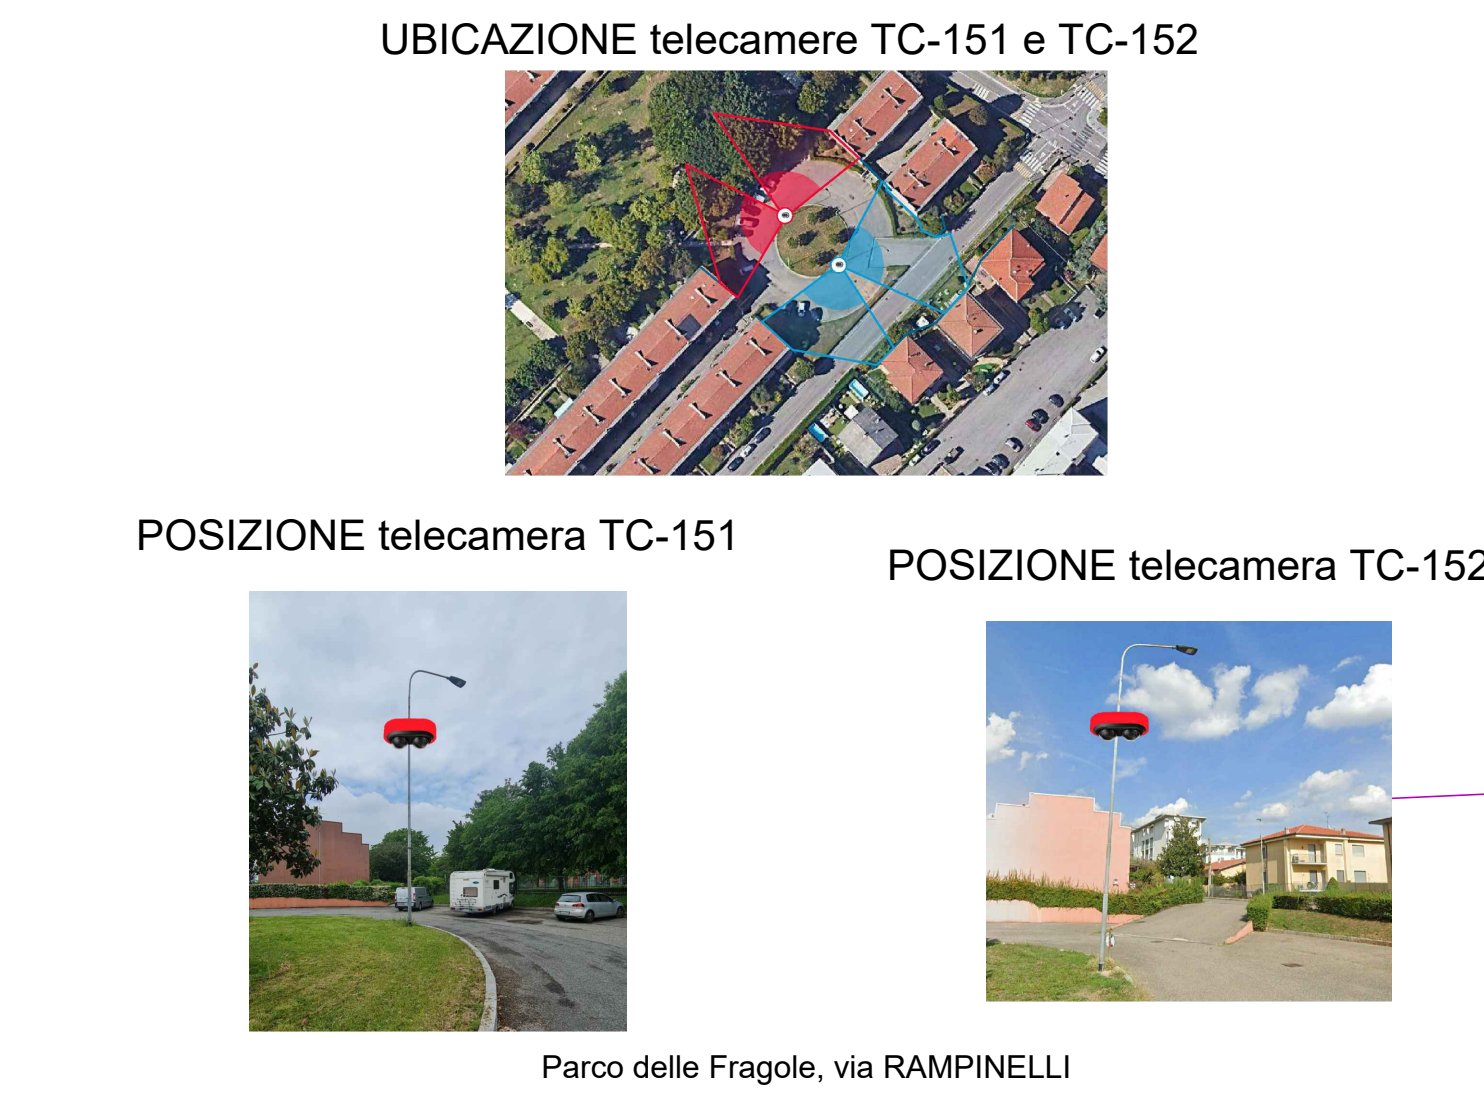 UBICAZIONE telecamere TC-151 e TC-152
POSIZIONE telecamera TC-151
POSIZIONE telecamera TC-152
Parco delle Fragole, via RAMPINELLI